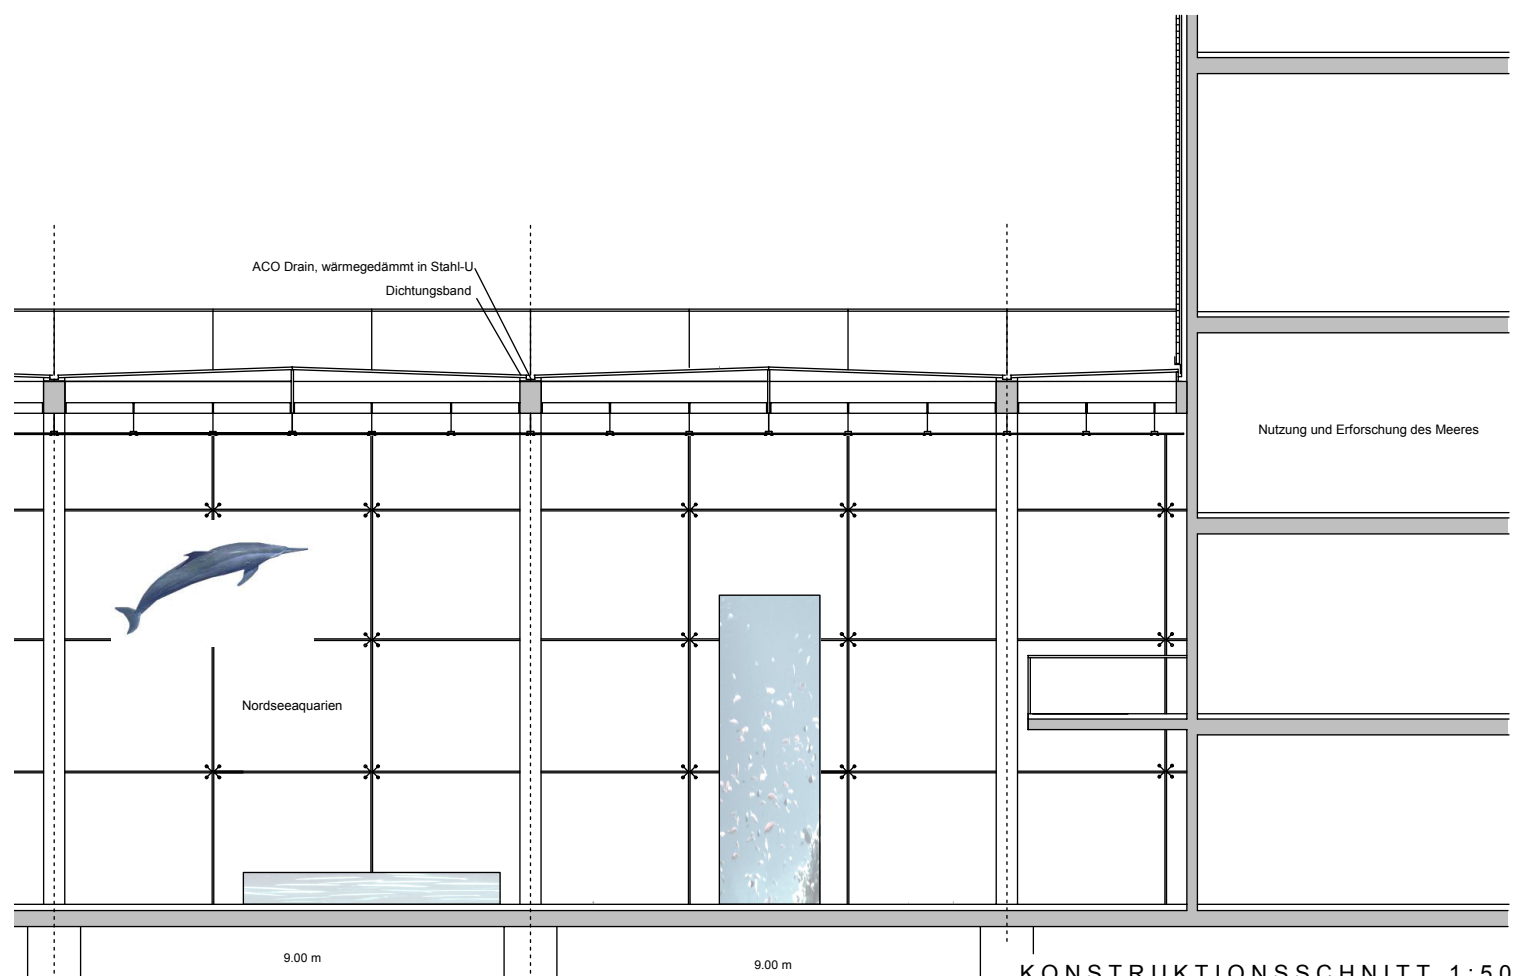 ACO Drain, wärmegedämmt in Stahl-U
Dichtungsband
Nutzung und Erforschung des Meeres
Nordseeaquarien
9.00 m
9.00 m
KONSTRUKTIONSSCHNITT 1:50